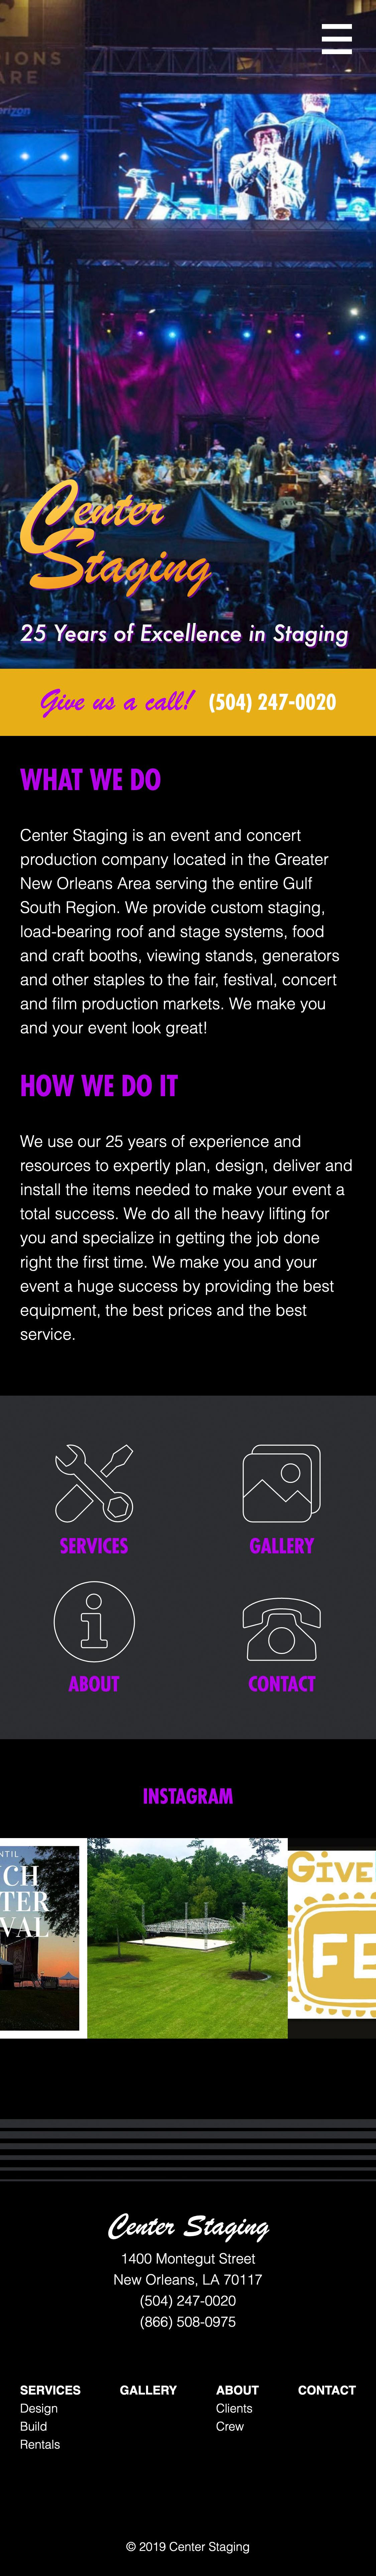 IONS
ARE
Center
Staging
25 Years of Excellence in Staging
Give us a call! (504) 247-0020
WHAT WE DO
Center Staging is an event and concert
production company located in the Greater
New Orleans Area serving the entire Gulf
South Region. We provide custom staging,
load-bearing roof and stage systems, food
and craft booths, viewing stands, generators
and other staples to the fair, festival, concert
and film production markets. We make you
and your event look great!
HOW WE DO IT
We use our 25 years of experience and
resources to expertly plan, design, deliver and
install the items needed to make your event a
total success. We do all the heavy lifting for
you and specialize in getting the job done
right the first time. We make you and your
event a huge success by providing the best
equipment, the best prices and the best
service.
SERVICES GALLERY
ABOUT CONTACT
INSTAGRAM
NTIL
CH
TER
VAL
GIVE
FE
Center Staging
1400 Montegut Street
New Orleans, LA 70117
(504) 247-0020
(866) 508-0975
SERVICES GALLERY ABOUT CONTACT
Design Clients
Build Crew
Rentals
© 2019 Center Staging